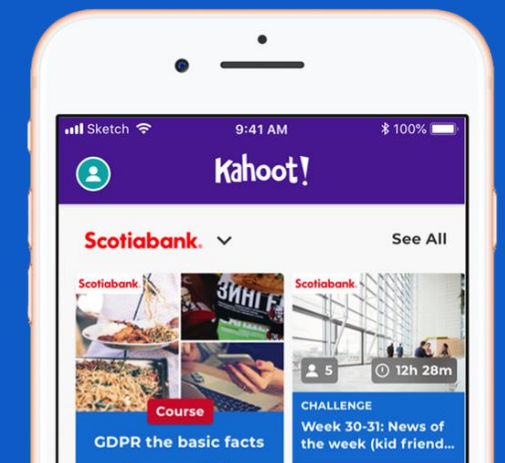 Sketch 9:41 AM 100%
Kahoot!
Scotiabank. See All
Scotiabank. Scotiabank.
5 12h 28m
Course
GDPR the basic facts
CHALLENGE
Week 30-31: News of
the week (kid friend...